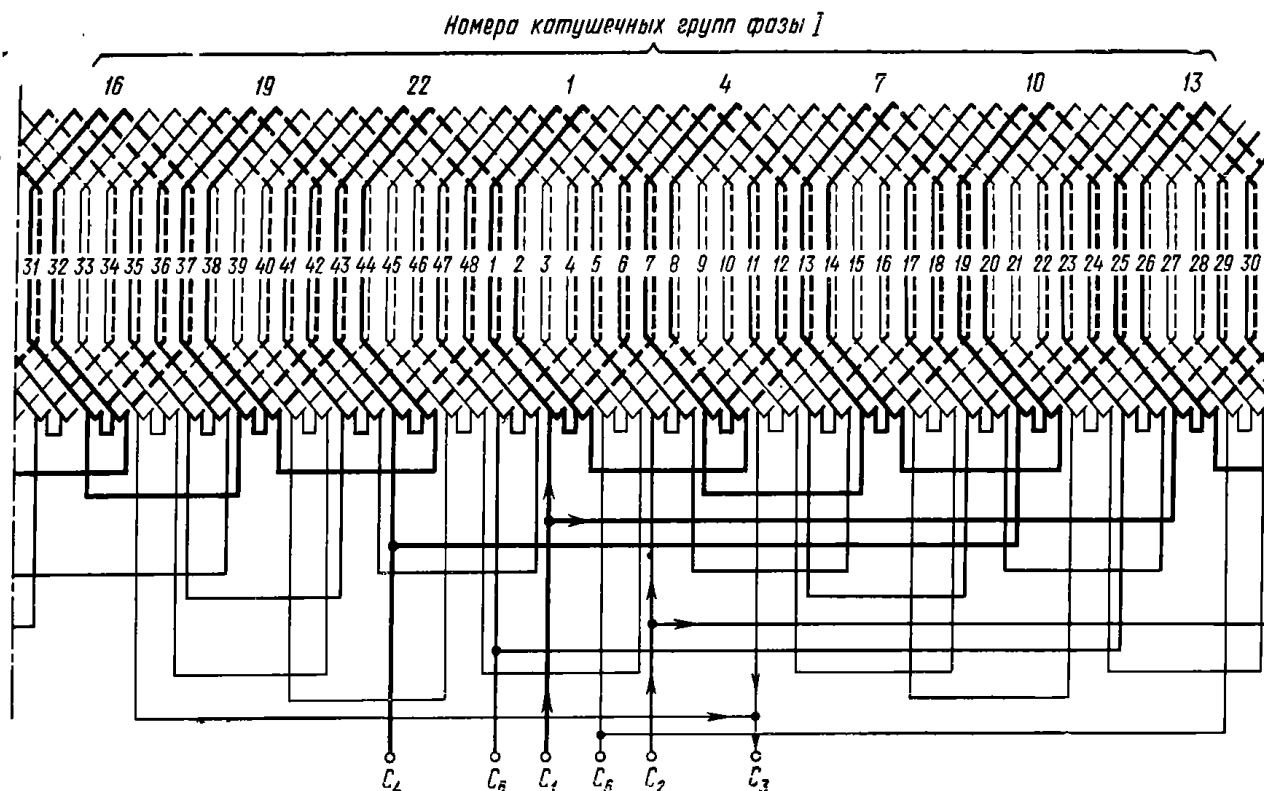 Номера катушечных групп фазы I
16 19 22 1 4 7 10 13
31 32 33 34 35 36 37 38 39 40 41 42 43 44 45 46 47 48 1 2 3 4 5 6 7 8 9 10 11 12 13 14 15 16 17 18 19 20 21 22 23 24 25 26 27 28 29 30
C₄ C₆ C₁ C₅ C₂ C₃